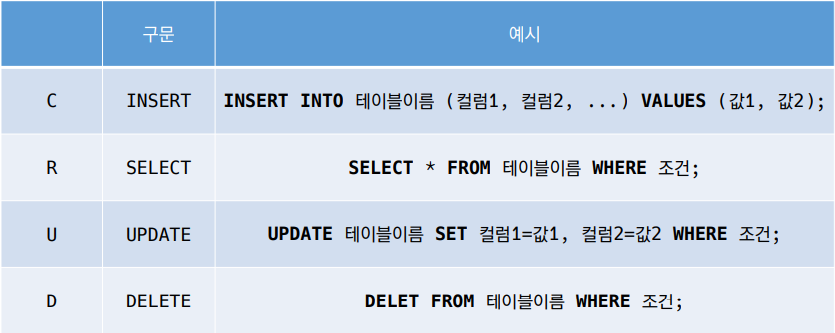 구문 예시
C INSERT INSERT INTO 테이블이름 (컬럼1, 컬럼2, ...) VALUES (값1, 값2);
R SELECT SELECT * FROM 테이블이름 WHERE 조건;
U UPDATE UPDATE 테이블이름 SET 컬럼1=값1, 컬럼2=값2 WHERE 조건;
D DELETE DELET FROM 테이블이름 WHERE 조건;